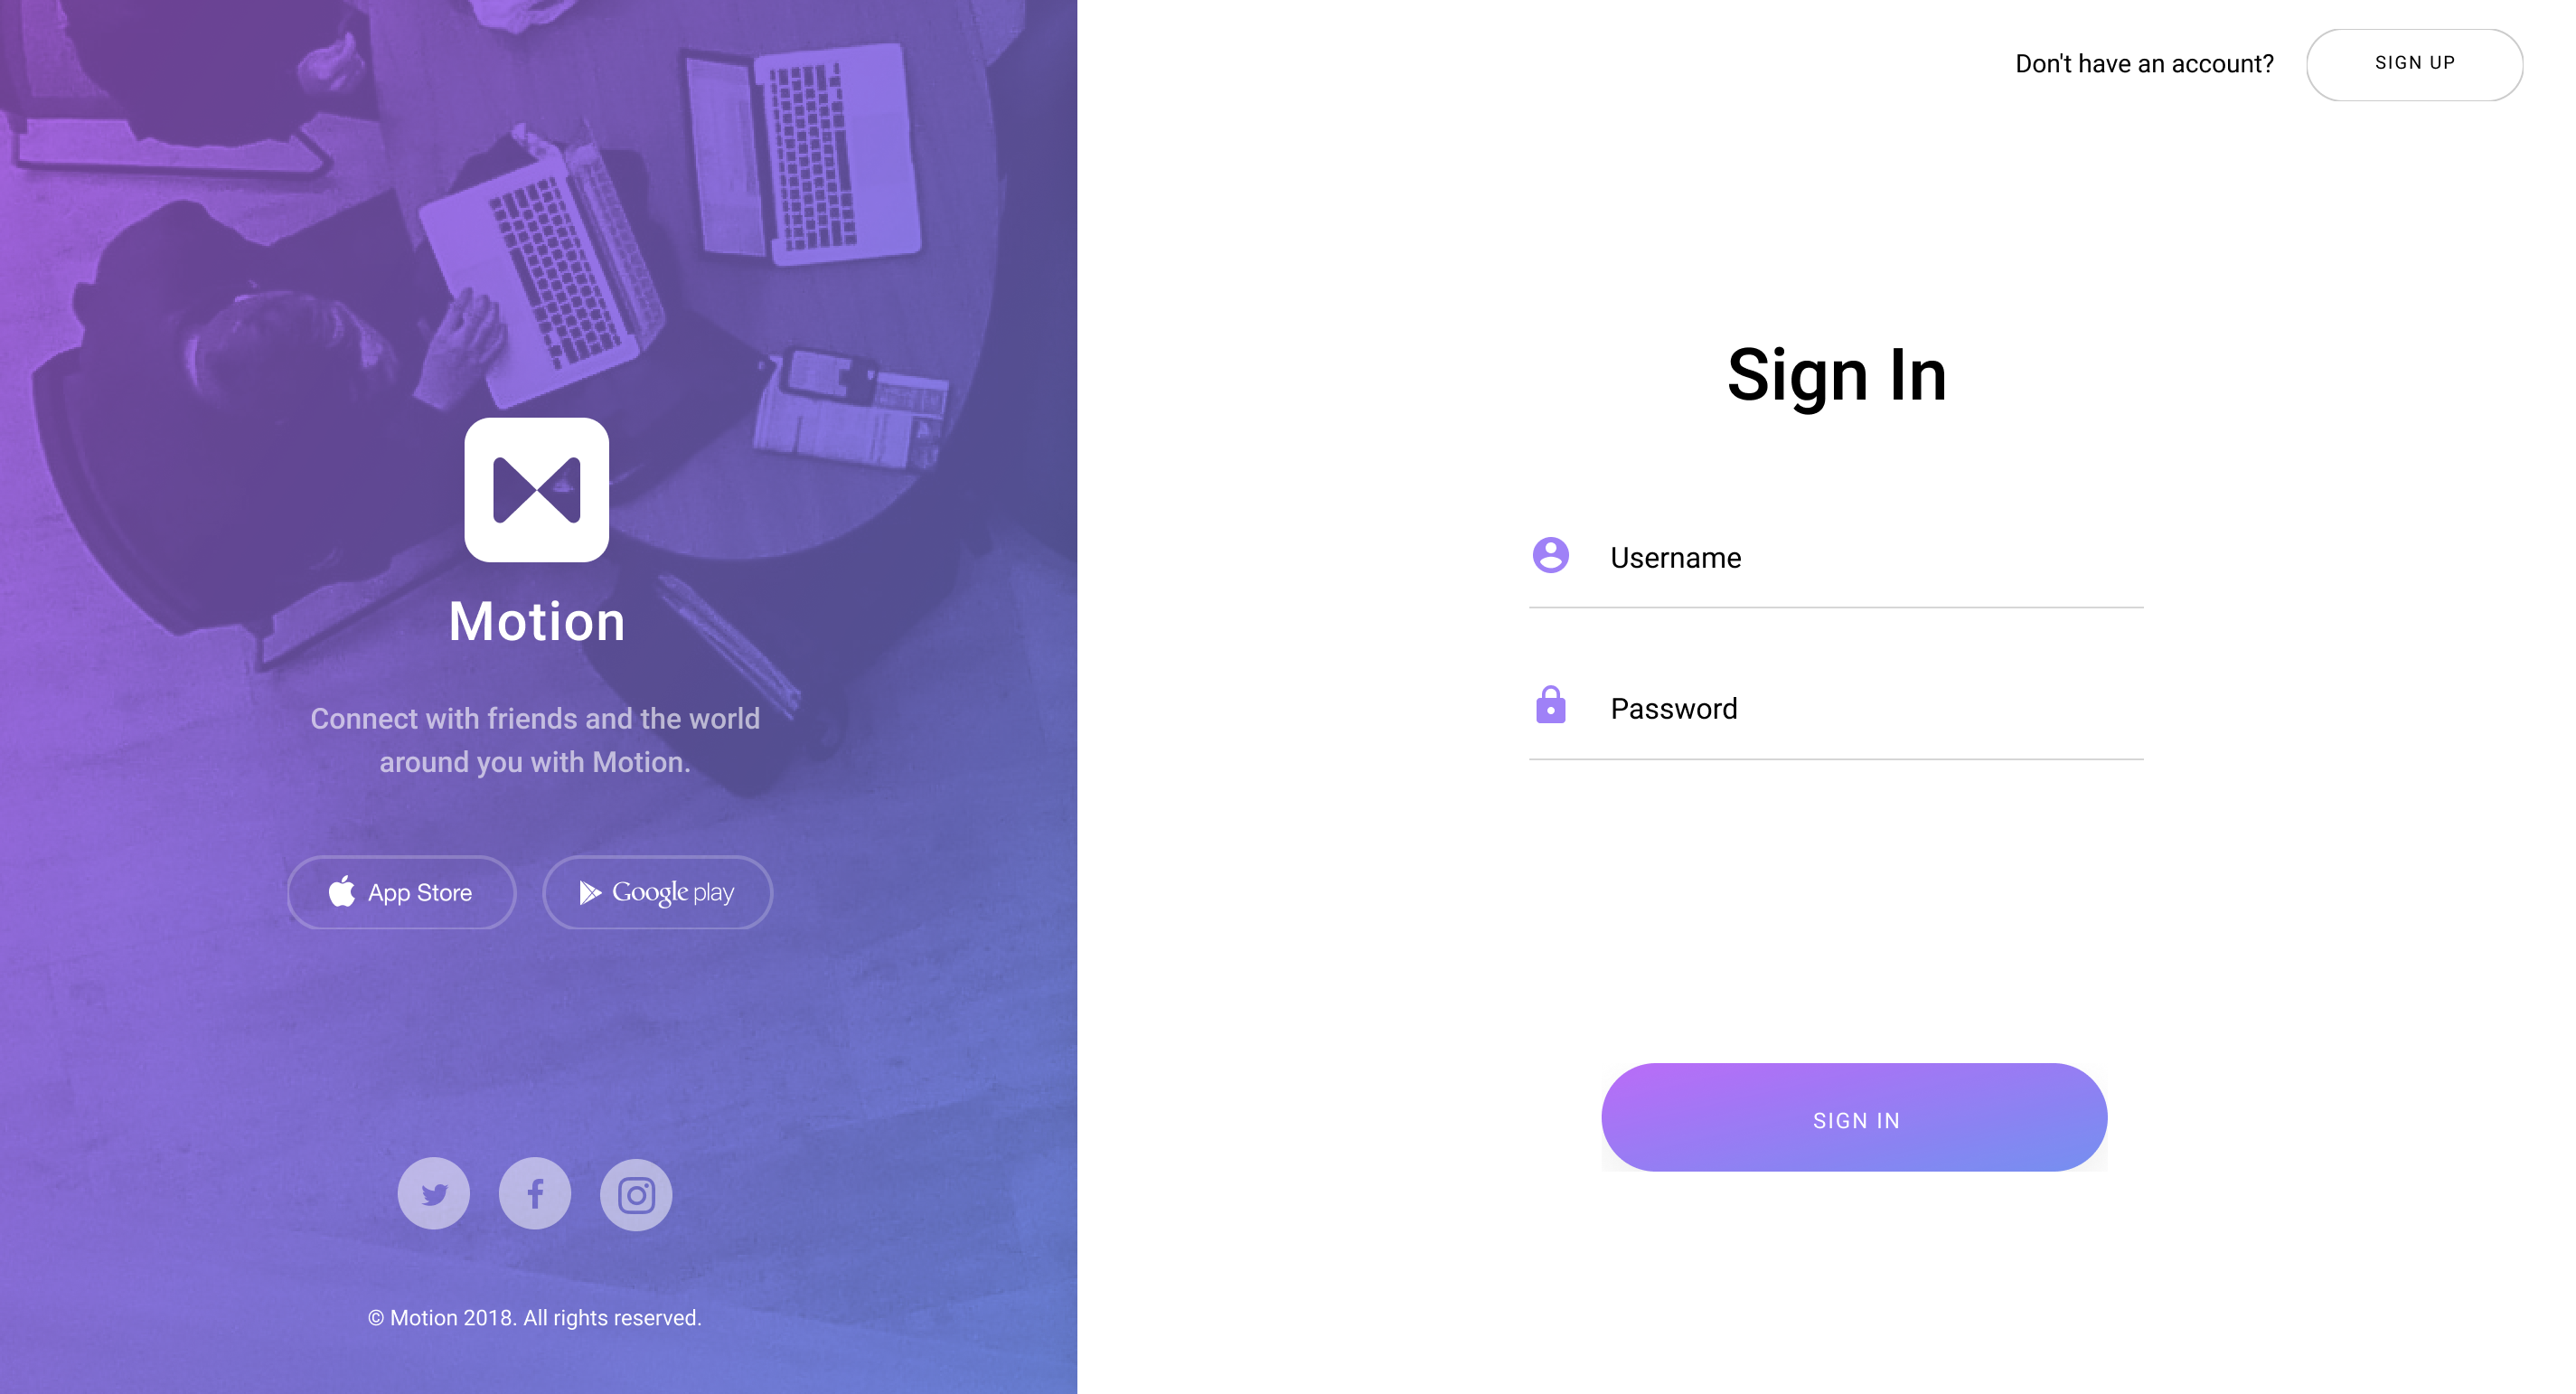 Don't have an account?
SIGN UP
Motion
Connect with friends and the world
around you with Motion.
App Store
Google play
© Motion 2018. All rights reserved.
Sign In
Username
Password
SIGN IN